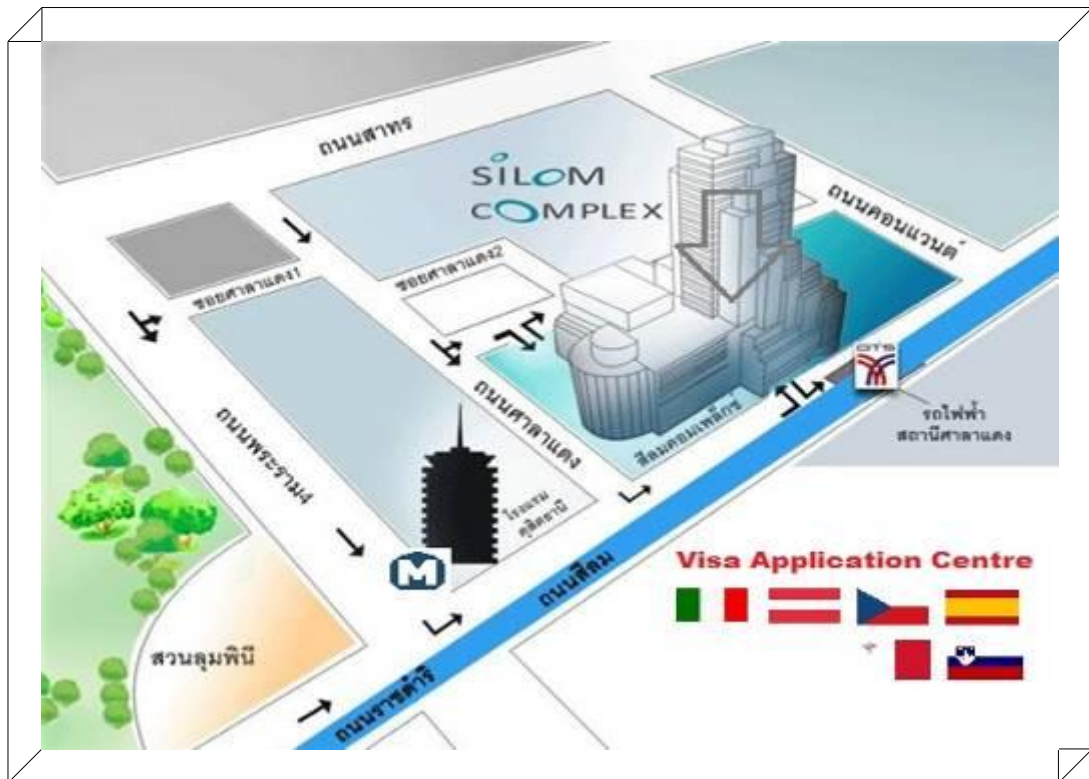 ถนนสาทร
SILOM
COMPLEX
ถนนคอนแวนต์
ซอยศาลาแดง1
ซอยศาลาแดง2
BTS
รถไฟฟ้า
สถานีศาลาแดง
ถนนศาลาแดง
สีลมคอมเพล็กซ์
ถนนพระราม4
โรงแรม
ดุสิตธานี
M
ถนนสีลม
Visa Application Centre
สวนลุมพินี
ถนนราชดำริ